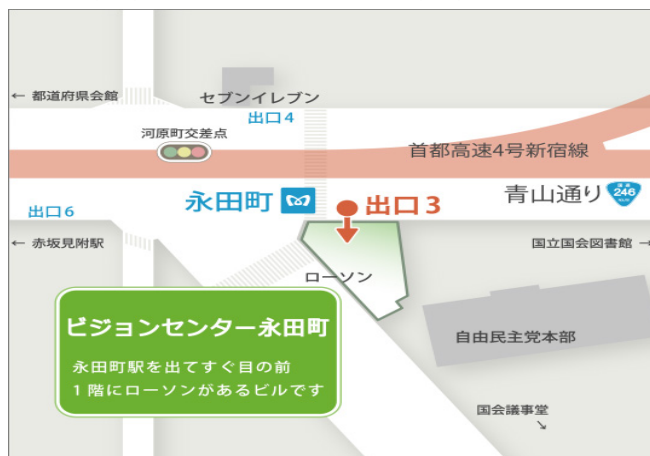 ← 都道府県会館
セブンイレブン
出口4
河原町交差点
首都高速4号新宿線
永田町
出口3
青山通り
246
出口6
← 赤坂見附駅
国立国会図書館 →
ローソン
ビジョンセンター永田町
永田町駅を出てすぐ目の前
1階にローソンがあるビルです
自由民主党本部
国会議事堂
↘